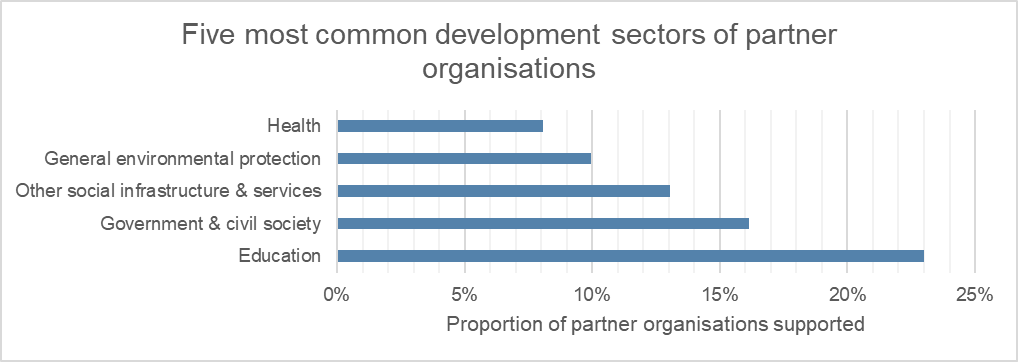 Five most common development sectors of partner
organisations
Health
General environmental protection
Other social infrastructure & services
Government & civil society
Education
0% 5% 10% 15% 20% 25%
Proportion of partner organisations supported